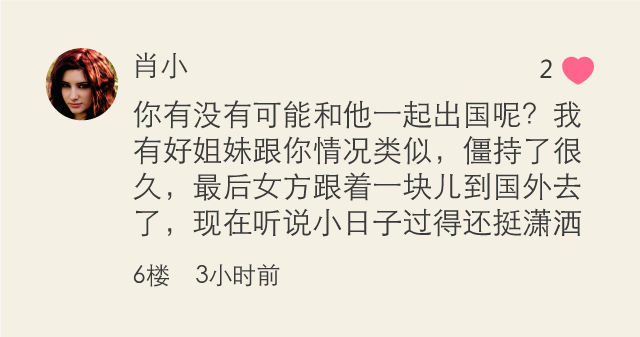 肖小
2
你有没有可能和他一起出国呢？我
有好姐妹跟你情况类似，僵持了很
久，最后女方跟着一块儿到国外去
了，现在听说小日子过得还挺潇洒
6楼 3小时前